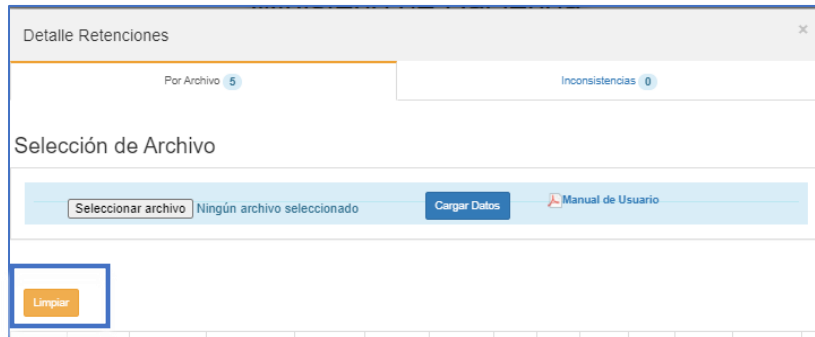 Detalle Retenciones ×
Por Archivo 5 Inconsistencias 0
Selección de Archivo
Seleccionar archivo Ningún archivo seleccionado Cargar Datos Manual de Usuario
Limpiar